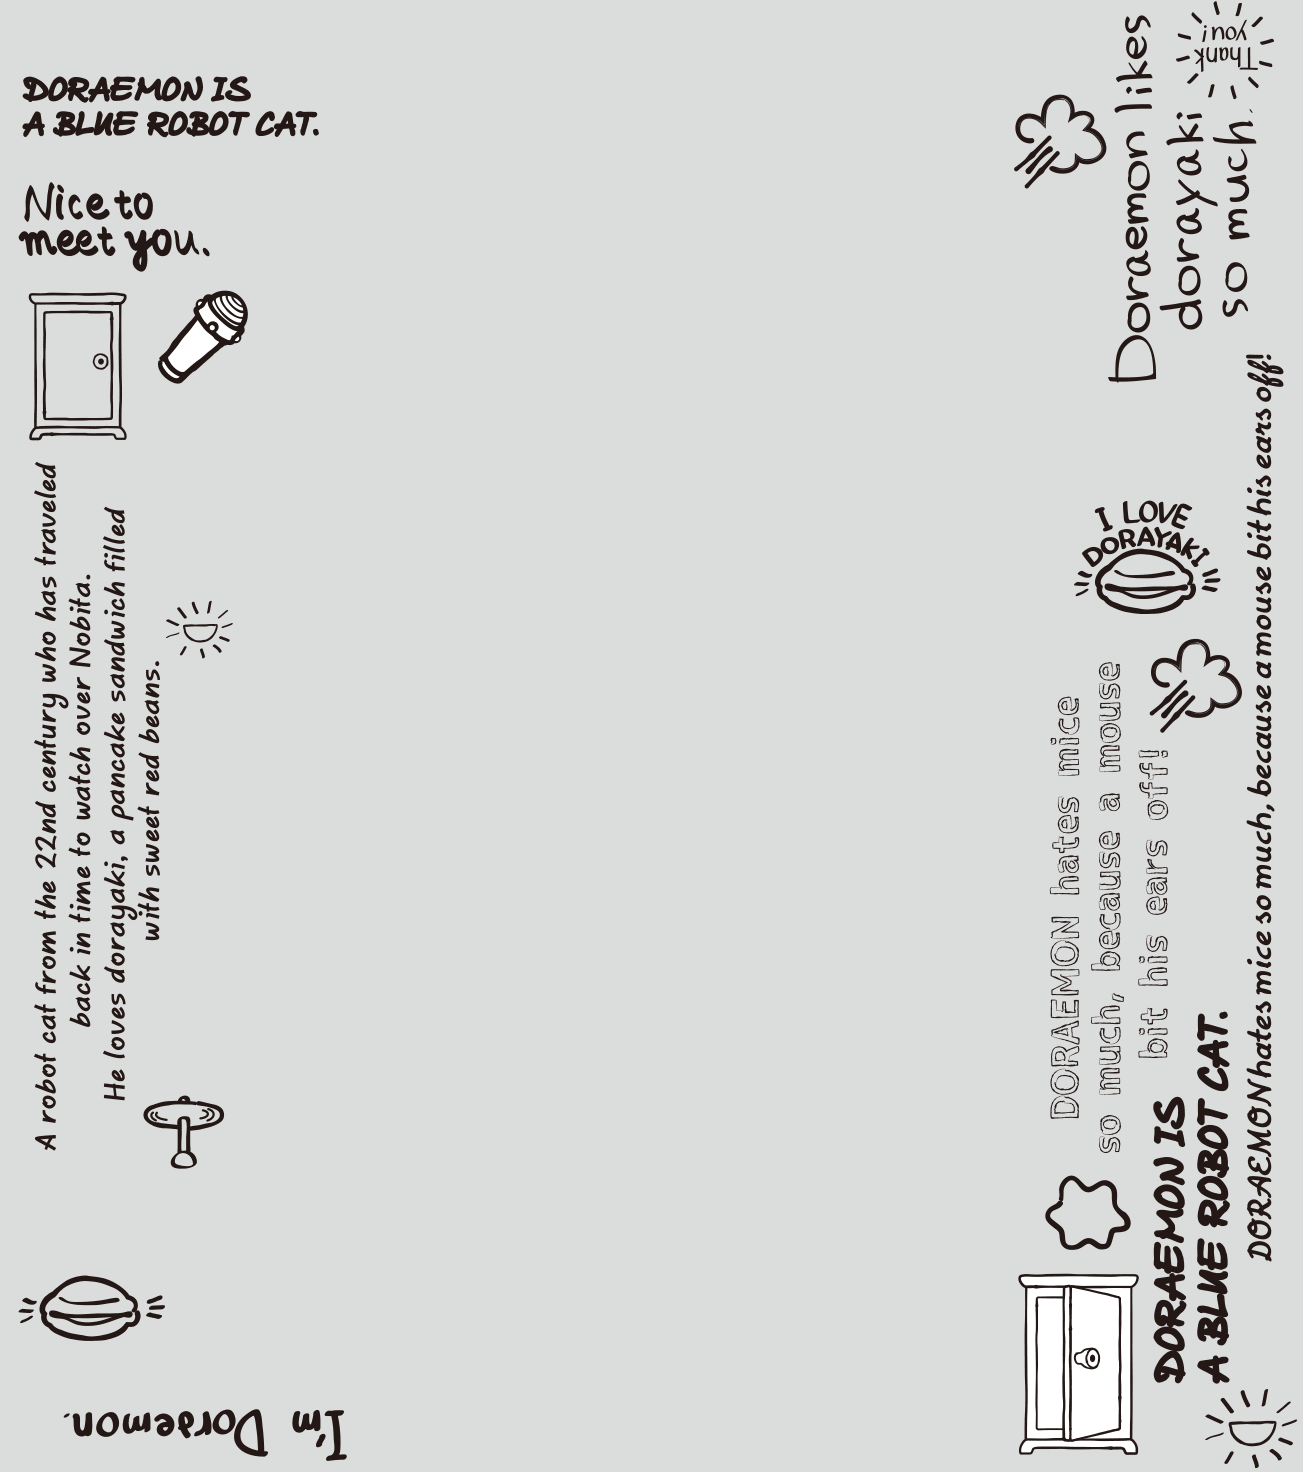 DORAEMON IS
A BLUE ROBOT CAT.
Nice to
meet you.
A robot cat from the 22nd century who has traveled
back in time to watch over Nobita.
He loves dorayaki, a pancake sandwich filled
with sweet red beans.
I'm Doraemon.
Doraemon likes
dorayaki
so much.
Thank
you!
I LOVE
DORAYAKI
DORAEMON hates mice
so much, because a mouse
bit his ears off!
DORAEMON IS
A BLUE ROBOT CAT.
DORAEMON hates mice so much, because a mouse bit his ears off!